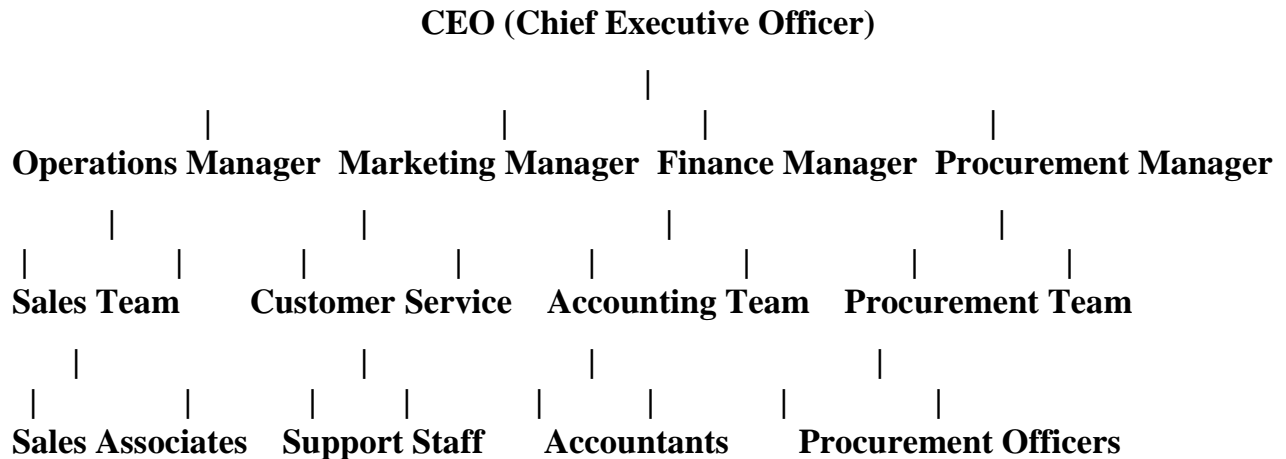 CEO (Chief Executive Officer)
|
| | | |
Operations Manager Marketing Manager Finance Manager Procurement Manager
| | | |
| | | | | | | |
Sales Team Customer Service Accounting Team Procurement Team
| | | |
| | | | | | | |
Sales Associates Support Staff Accountants Procurement Officers